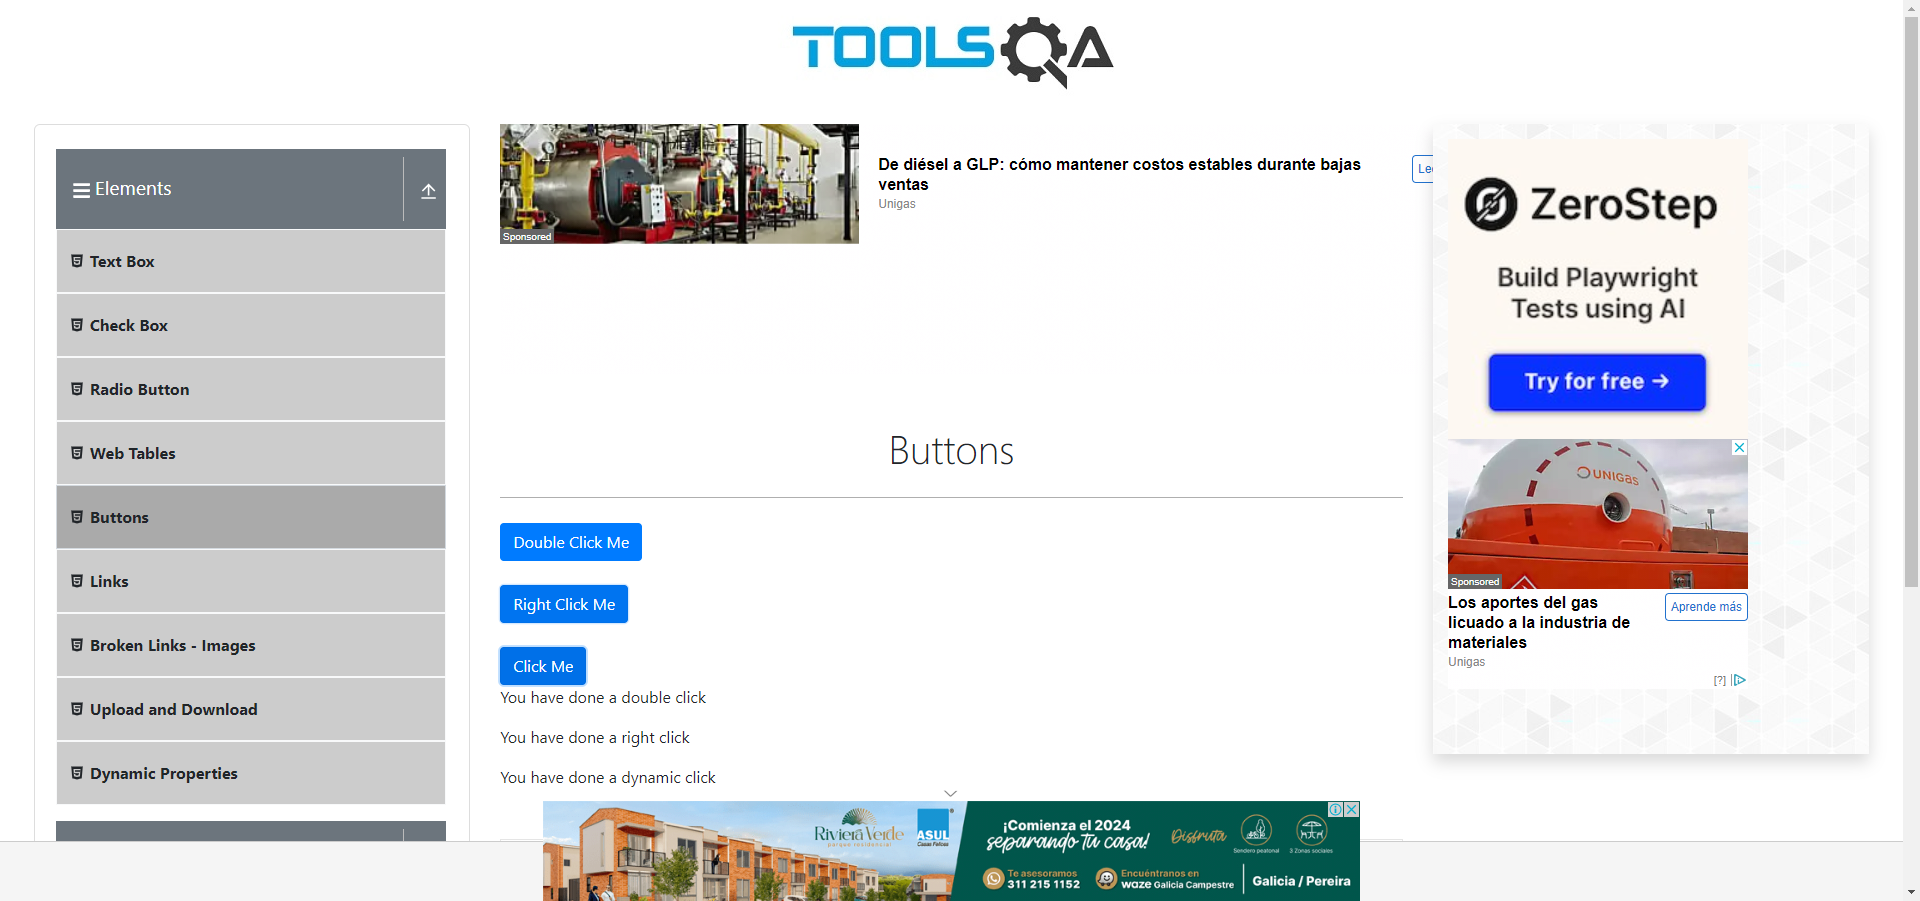 TOOLSQA
Elements
Text Box
Check Box
Radio Button
Web Tables
Buttons
Links
Broken Links - Images
Upload and Download
Dynamic Properties
Sponsored
De diésel a GLP: cómo mantener costos estables durante bajas
ventas
Unigas
Buttons
Double Click Me
Right Click Me
Click Me
You have done a double click
You have done a right click
You have done a dynamic click
ZeroStep
Build Playwright
Tests using AI
Try for free →
UNIGAS
Sponsored
Los aportes del gas
licuado a la industria de
materiales
Aprende más
Unigas
[?]
Riviera Verde
parque residencial
ASUL
Casas Felices
¡Comienza el 2024
separando tu casa!
Disfruta
Sendero peatonal
3 Zonas sociales
Te asesoramos
311 215 1152
Encuéntranos en
waze Galicia Campestre
Galicia / Pereira